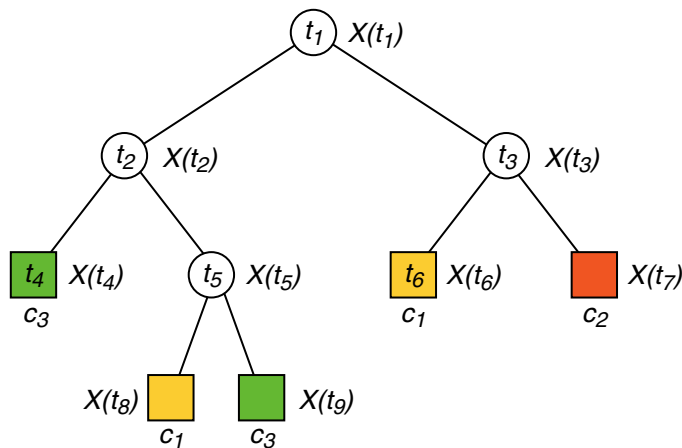 t1 X(t1)
t2 X(t2) t3 X(t3)
t4 X(t4) t5 X(t5) t6 X(t6) X(t7)
c3 c1 c2
X(t8) X(t9)
c1 c3